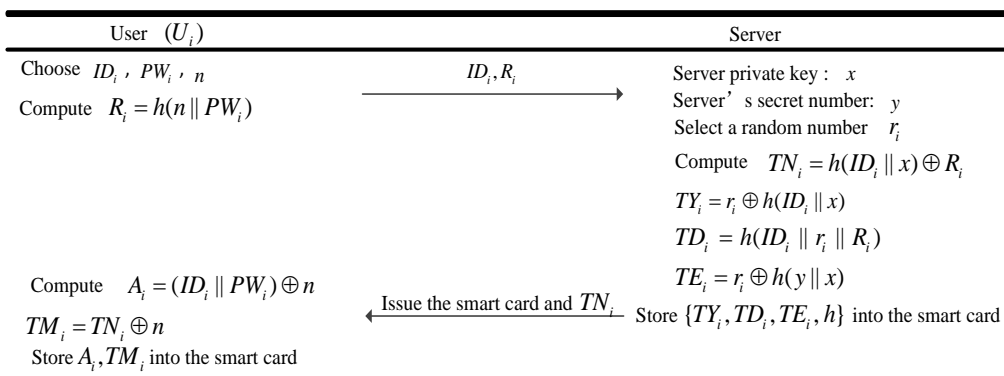 User (U_i) Server
Choose ID_i , PW_i , n
Compute R_i = h(n || PW_i)
ID_i, R_i
Server private key : x
Server’s secret number: y
Select a random number r_i
Compute TN_i = h(ID_i || x) ⊕ R_i
TY_i = r_i ⊕ h(ID_i || x)
TD_i = h(ID_i || r_i || R_i)
TE_i = r_i ⊕ h(y || x)
Store {TY_i, TD_i, TE_i, h} into the smart card
Issue the smart card and TN_i
Compute A_i = (ID_i || PW_i) ⊕ n
TM_i = TN_i ⊕ n
Store A_i, TM_i into the smart card